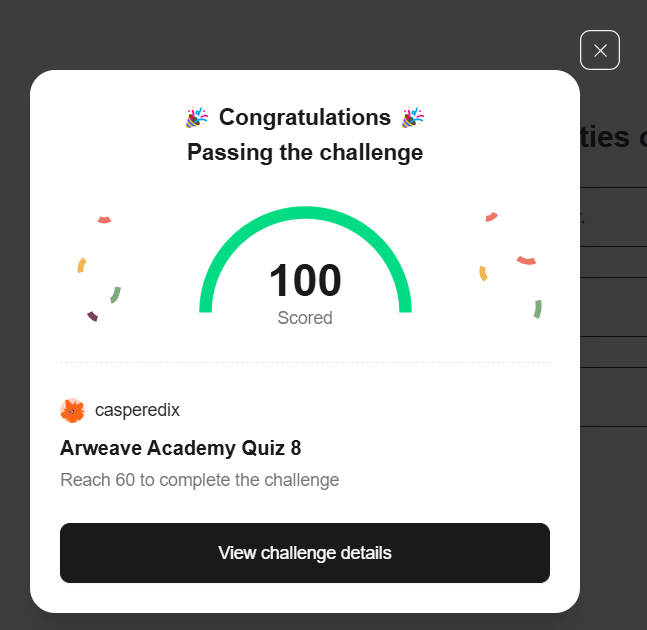 🎉 Congratulations 🎉
Passing the challenge
ties
100
Scored
casperedix
Arweave Academy Quiz 8
Reach 60 to complete the challenge
View challenge details